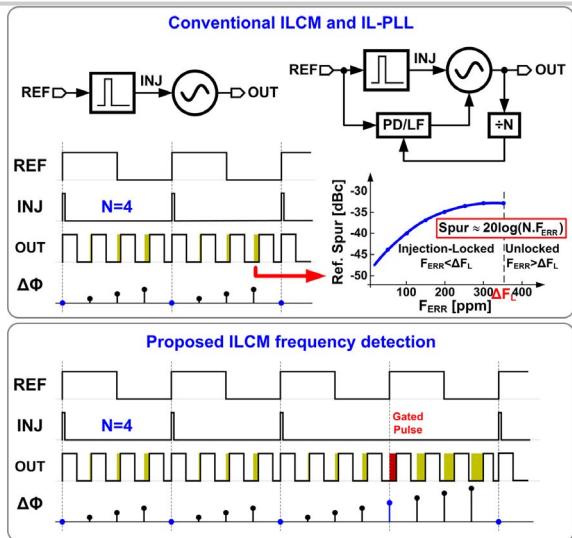 Conventional ILCM and IL-PLL
REF INJ OUT
REF INJ OUT
PD/LF ÷N
REF
INJ N=4
OUT
ΔΦ
Ref. Spur [dBc]
-30
-35
-40
-45
-50
Spur ≈ 20log(N.FERR)
Injection-Locked Unlocked
FERR<ΔFL FERR>ΔFL
100 200 300 ΔFL 400
FERR [ppm]
Proposed ILCM frequency detection
REF
INJ N=4 Gated
Pulse
OUT
ΔΦ